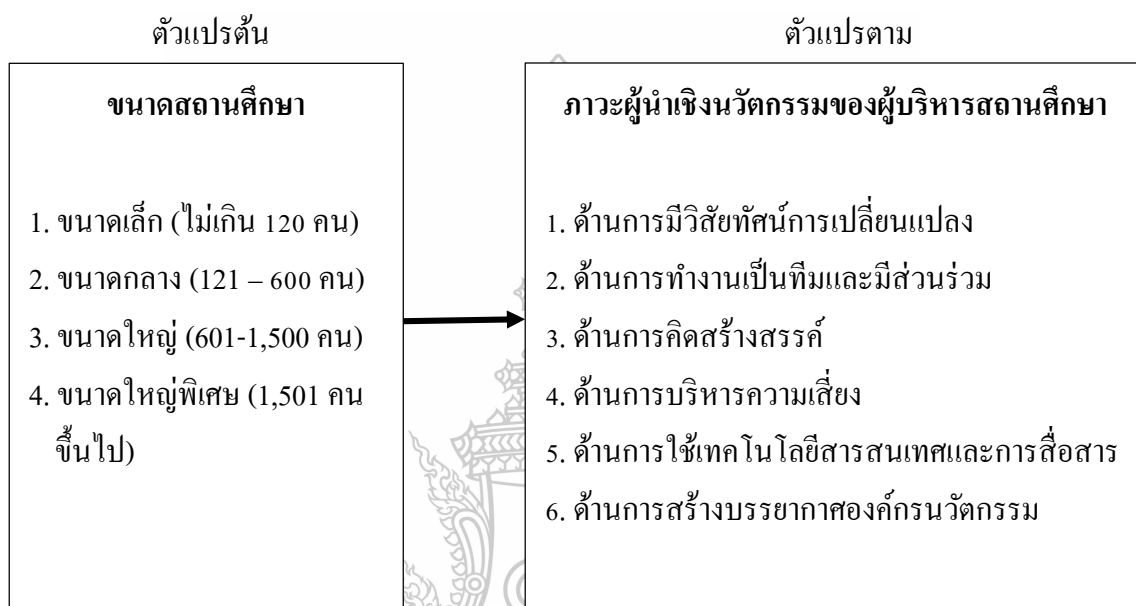 ตัวแปรต้น
ขนาดสถานศึกษา
1. ขนาดเล็ก (ไม่เกิน 120 คน)
2. ขนาดกลาง (121 – 600 คน)
3. ขนาดใหญ่ (601-1,500 คน)
4. ขนาดใหญ่พิเศษ (1,501 คน
ขึ้นไป)
ตัวแปรตาม
ภาวะผู้นำเชิงนวัตกรรมของผู้บริหารสถานศึกษา
1. ด้านการมีวิสัยทัศน์การเปลี่ยนแปลง
2. ด้านการทำงานเป็นทีมและมีส่วนร่วม
3. ด้านการคิดสร้างสรรค์
4. ด้านการบริหารความเสี่ยง
5. ด้านการใช้เทคโนโลยีสารสนเทศและการสื่อสาร
6. ด้านการสร้างบรรยากาศองค์กรนวัตกรรม